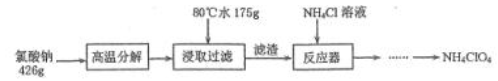 80℃水 175g
NH₄Cl 溶液
氯酸钠
426g
高温分解
浸取过滤
滤渣
反应器
……
NH₄ClO₄